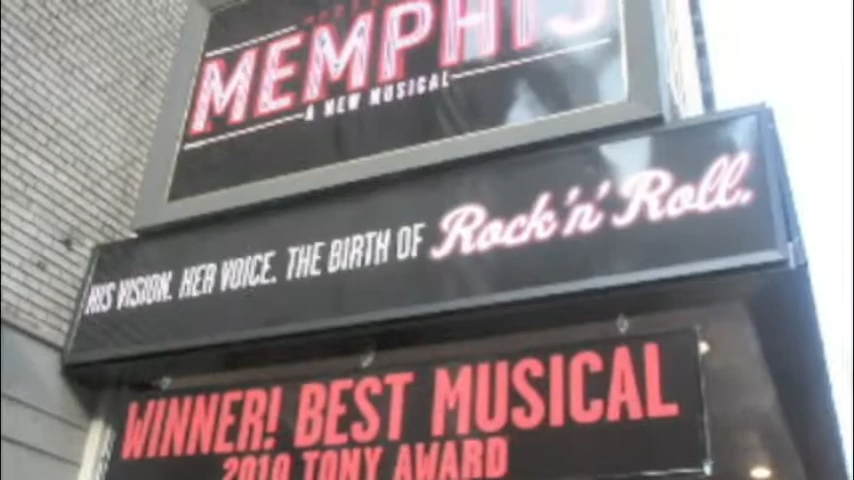 MEMPHIS
A NEW MUSICAL
HIS VISION. HER VOICE. THE BIRTH OF Rock 'n' Roll.
WINNER! BEST MUSICAL
2010 TONY AWARD